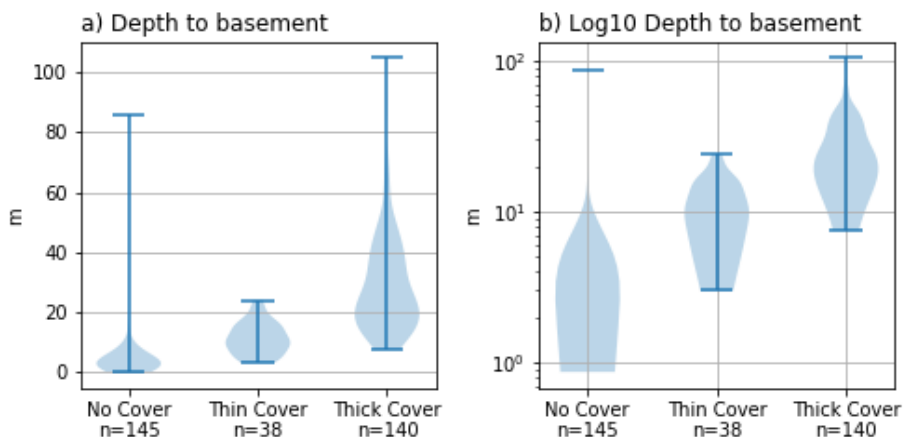 a) Depth to basement
100
80
60
40
20
0
m
No Cover
n=145
Thin Cover
n=38
Thick Cover
n=140
b) Log10 Depth to basement
10²
10¹
10⁰
m
No Cover
n=145
Thin Cover
n=38
Thick Cover
n=140